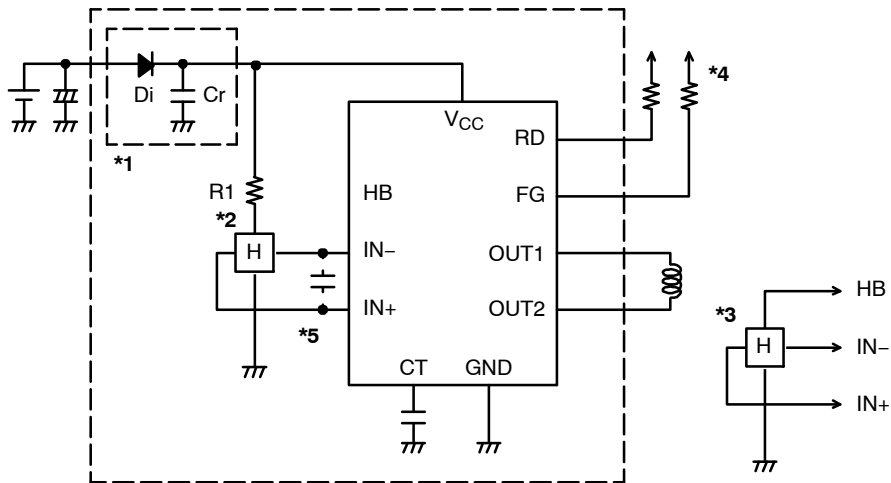 Di
Cr
*1
*4
VCC
RD
R1
HB
FG
*2
H
IN−
OUT1
IN+
OUT2
*5
CT
GND
*3
HB
H
IN−
IN+